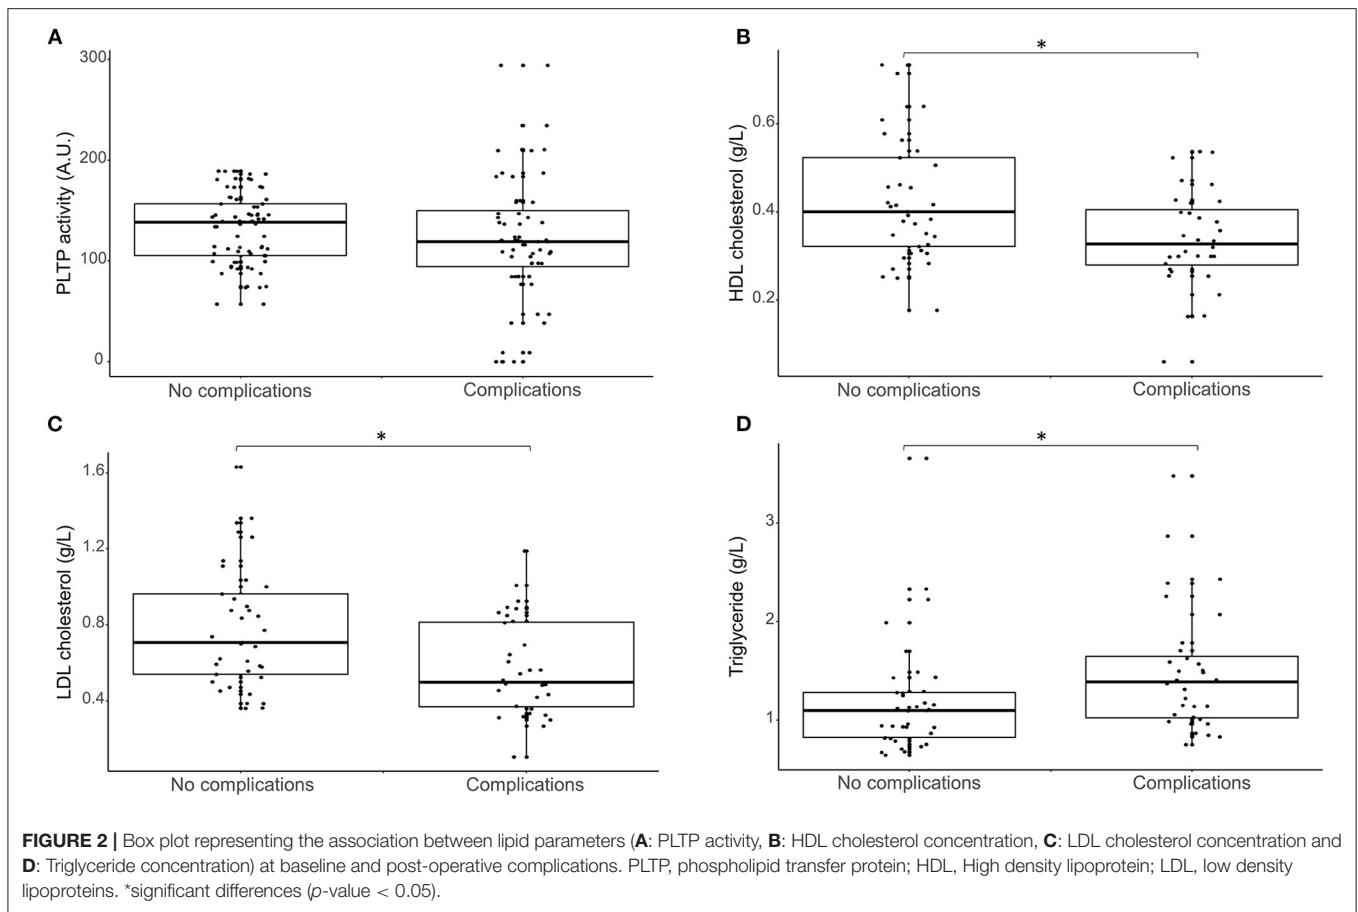 A
300
200
100
0
PLTP activity (A.U.)
No complications
Complications
B
*
0.6
0.4
0.2
HDL cholesterol (g/L)
No complications
Complications
C
*
1.6
1.2
0.8
0.4
LDL cholesterol (g/L)
No complications
Complications
D
*
3
2
1
Triglyceride (g/L)
No complications
Complications
FIGURE 2 | Box plot representing the association between lipid parameters (A: PLTP activity, B: HDL cholesterol concentration, C: LDL cholesterol concentration and
D: Triglyceride concentration) at baseline and post-operative complications. PLTP, phospholipid transfer protein; HDL, High density lipoprotein; LDL, low density
lipoproteins. *significant differences (p-value < 0.05).